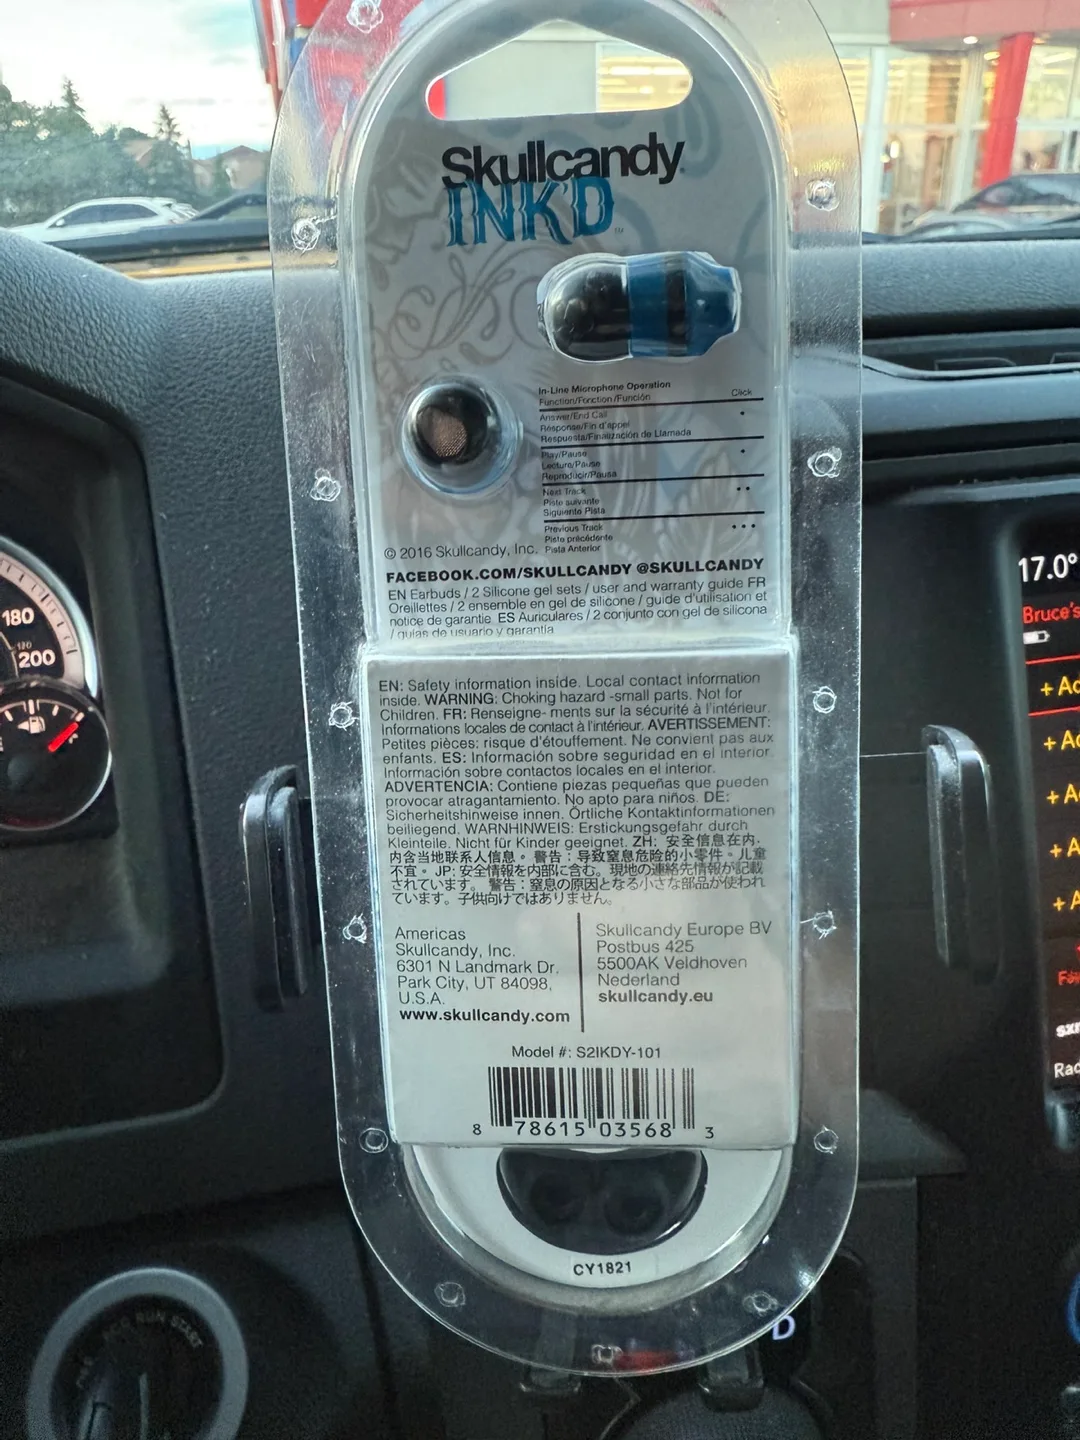 Skullcandy
INK'D™
In-Line Microphone Operation
Function/Fonction/Función Click
Answer/End Call •
Réponse/Fin d'appel
Respuesta/Finalización de Llamada
Play/Pause •
Lecture/Pause
Reproducir/Pausa
Next Track • •
Piste suivante
Siguiente Pista
Previous Track • • •
Piste précédente
Pista Anterior
© 2016 Skullcandy, Inc.
FACEBOOK.COM/SKULLCANDY @SKULLCANDY
EN Earbuds / 2 Silicone gel sets / user and warranty guide FR
Oreillettes / 2 ensemble en gel de silicone / guide d'utilisation et
notice de garantie ES Auriculares / 2 conjunto con gel de silicona
/ guías de usuario y garantía
EN: Safety information inside. Local contact information
inside. WARNING: Choking hazard -small parts. Not for
Children. FR: Renseigne- ments sur la sécurité à l'intérieur.
Informations locales de contact à l'intérieur. AVERTISSEMENT:
Petites pièces: risque d'étouffement. Ne convient pas aux
enfants. ES: Información sobre seguridad en el interior.
Información sobre contactos locales en el interior.
ADVERTENCIA: Contiene piezas pequeñas que pueden
provocar atragantamiento. No apto para niños. DE:
Sicherheitshinweise innen. Örtliche Kontaktinformationen
beiliegend. WARNHINWEIS: Erstickungsgefahr durch
Kleinteile. Nicht für Kinder geeignet. ZH: 安全信息在内.
内含当地联系人信息。警告：导致窒息危险的小零件。儿童
不宜。JP: 安全情報を内部に含む。現地の連絡先情報が記載
されています。警告：窒息の原因となる小さな部品が使われ
ています。子供向けではありません。
Americas
Skullcandy, Inc.
6301 N Landmark Dr.
Park City, UT 84098,
U.S.A.
www.skullcandy.com
Skullcandy Europe BV
Postbus 425
5500AK Veldhoven
Nederland
skullcandy.eu
Model #: S2IKDY-101
8 78615 03568 3
CY1821
180
120
200
17.0°
Bruce's
+ Ad
+ Ad
+ A
+ A
+ A
sxm
Rad
RUN START
D